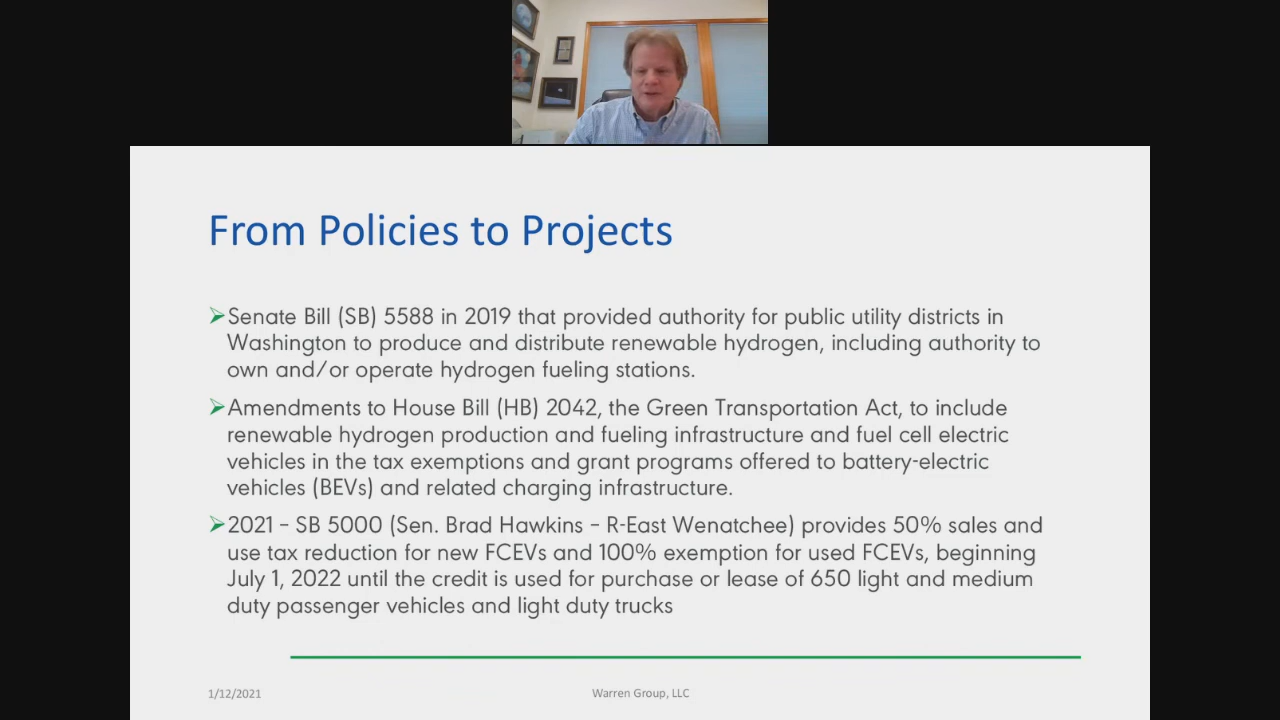 From Policies to Projects
Senate Bill (SB) 5588 in 2019 that provided authority for public utility districts in
Washington to produce and distribute renewable hydrogen, including authority to
own and/or operate hydrogen fueling stations.
Amendments to House Bill (HB) 2042, the Green Transportation Act, to include
renewable hydrogen production and fueling infrastructure and fuel cell electric
vehicles in the tax exemptions and grant programs offered to battery-electric
vehicles (BEVs) and related charging infrastructure.
2021 – SB 5000 (Sen. Brad Hawkins – R-East Wenatchee) provides 50% sales and
use tax reduction for new FCEVs and 100% exemption for used FCEVs, beginning
July 1, 2022 until the credit is used for purchase or lease of 650 light and medium
duty passenger vehicles and light duty trucks
1/12/2021
Warren Group, LLC